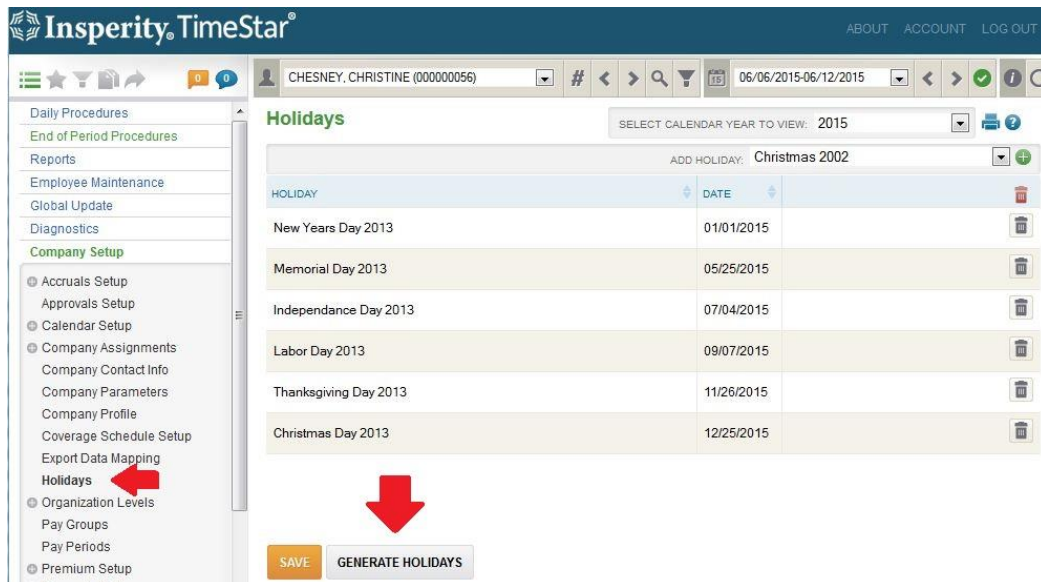 Insperity® TimeStar®
ABOUT ACCOUNT LOG OUT
0 0 CHESNEY, CHRISTINE (000000056) # < > 15 06/06/2015-06/12/2015 < >
Daily Procedures
End of Period Procedures
Reports
Employee Maintenance
Global Update
Diagnostics
Company Setup
Accruals Setup
Approvals Setup
Calendar Setup
Company Assignments
Company Contact Info
Company Parameters
Company Profile
Coverage Schedule Setup
Export Data Mapping
Holidays
Organization Levels
Pay Groups
Pay Periods
Premium Setup
Holidays
SELECT CALENDAR YEAR TO VIEW: 2015
ADD HOLIDAY: Christmas 2002
HOLIDAY DATE
New Years Day 2013 01/01/2015
Memorial Day 2013 05/25/2015
Independance Day 2013 07/04/2015
Labor Day 2013 09/07/2015
Thanksgiving Day 2013 11/26/2015
Christmas Day 2013 12/25/2015
SAVE GENERATE HOLIDAYS